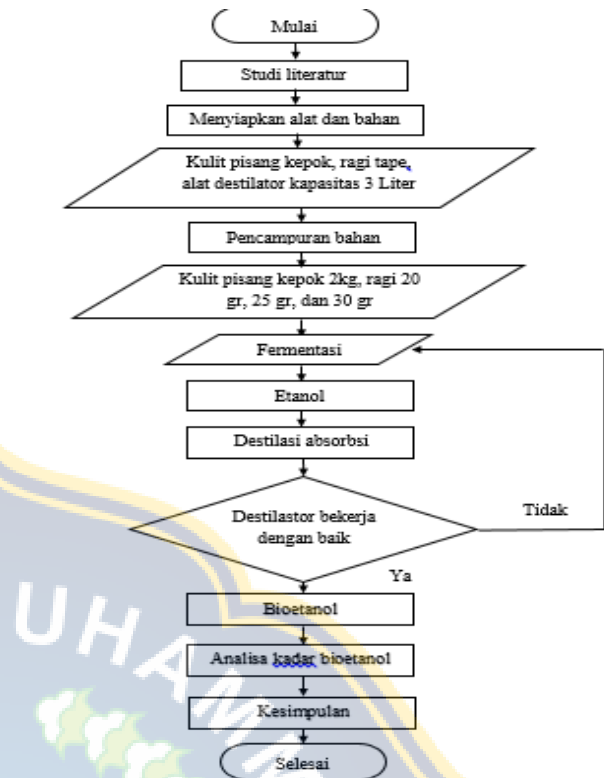 Mulai
Studi literatur
Menyiapkan alat dan bahan
Kulit pisang kepok, ragi tape,
alat destilator kapasitas 3 Liter
Pencampuran bahan
Kulit pisang kepok 2kg, ragi 20
gr, 25 gr, dan 30 gr
Fermentasi
Etanol
Destilasi absorbsi
Destilastor bekerja
dengan baik
Tidak
Ya
Bioetanol
Analisa kadar bioetanol
Kesimpulan
Selesai
UHAMM